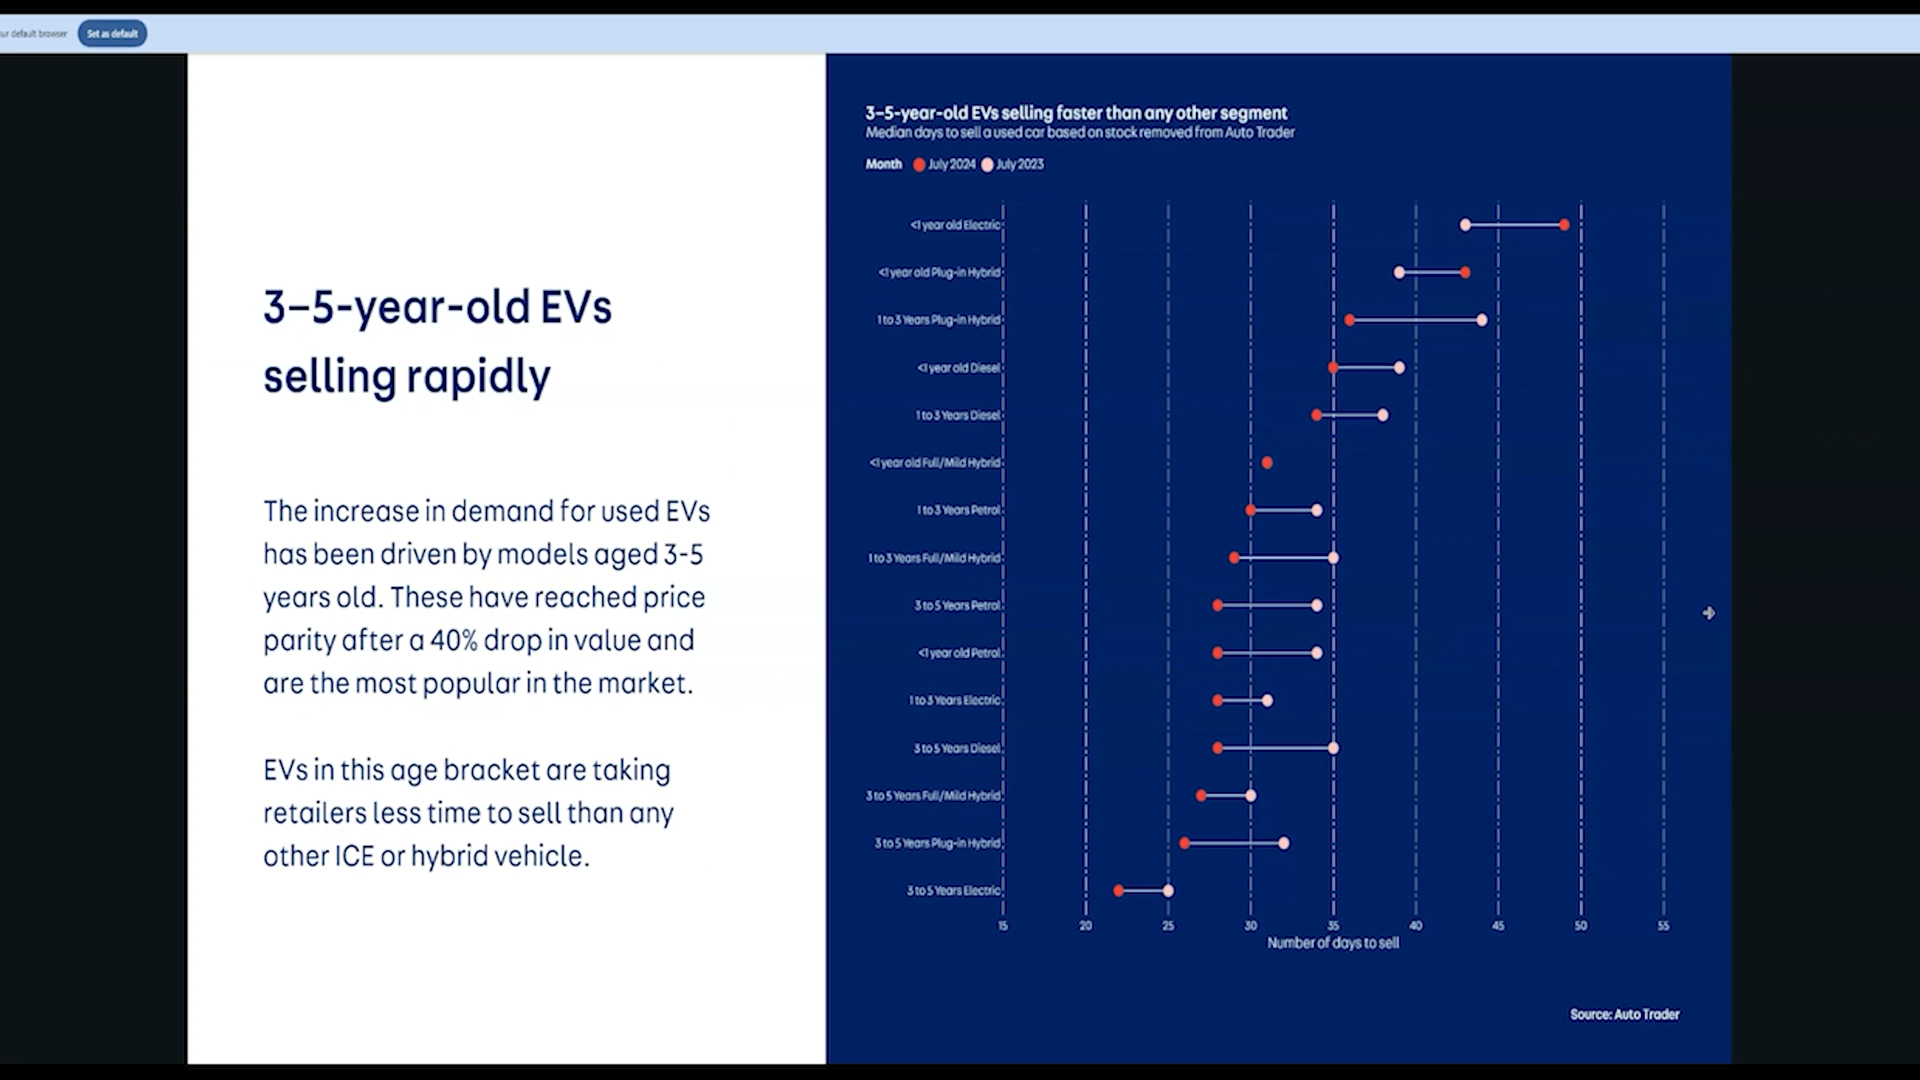 ur default browser
Set as default
3–5-year-old EVs
selling rapidly
The increase in demand for used EVs
has been driven by models aged 3-5
years old. These have reached price
parity after a 40% drop in value and
are the most popular in the market.
EVs in this age bracket are taking
retailers less time to sell than any
other ICE or hybrid vehicle.
3–5-year-old EVs selling faster than any other segment
Median days to sell a used car based on stock removed from Auto Trader
Month July 2024 July 2023
<1 year old Electric
<1 year old Plug-in Hybrid
1 to 3 Years Plug-in Hybrid
<1 year old Diesel
1 to 3 Years Diesel
<1 year old Full/Mild Hybrid
1 to 3 Years Petrol
1 to 3 Years Full/Mild Hybrid
3 to 5 Years Petrol
<1 year old Petrol
1 to 3 Years Electric
3 to 5 Years Diesel
3 to 5 Years Full/Mild Hybrid
3 to 5 Years Plug-in Hybrid
3 to 5 Years Electric
15 20 25 30 35 40 45 50 55
Number of days to sell
Source: Auto Trader